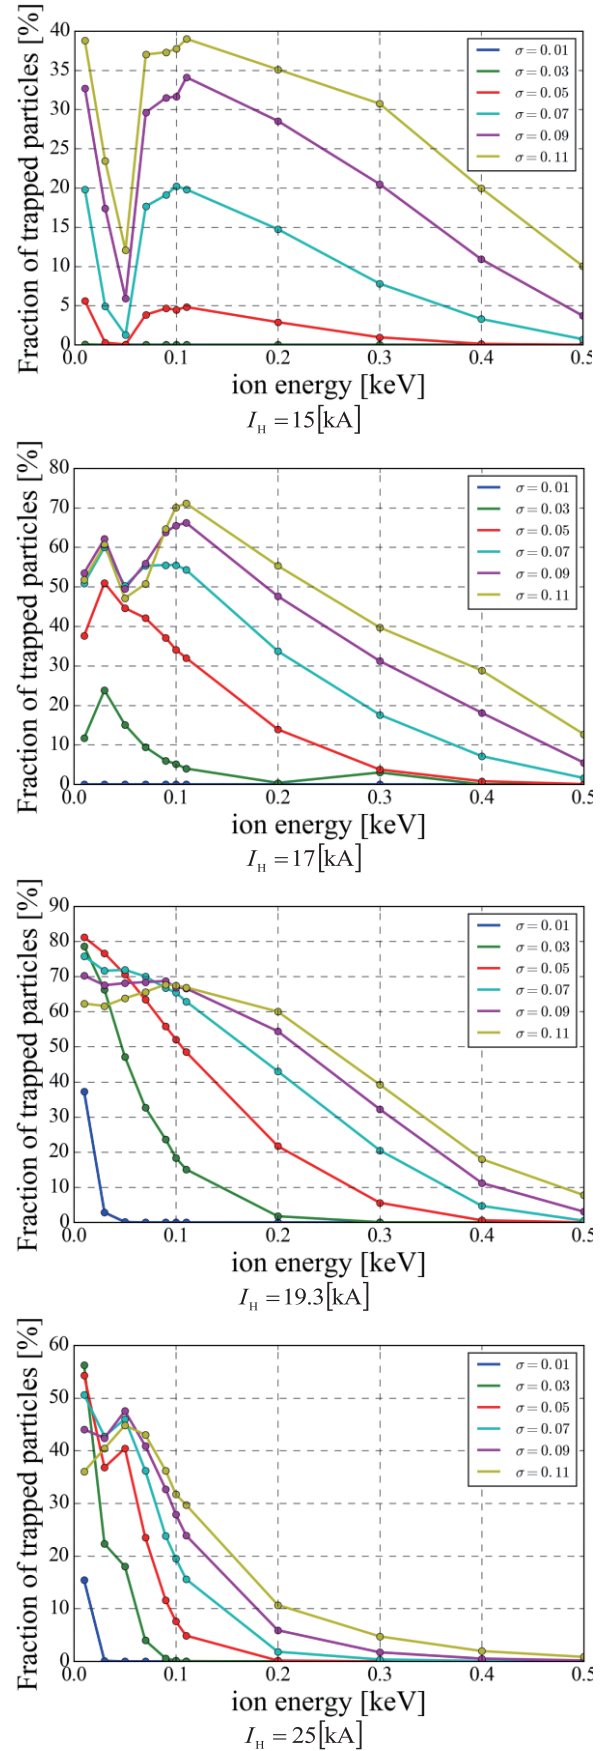 Fraction of trapped particles [%]
40
35
30
25
20
15
10
5
0
σ = 0.01
σ = 0.03
σ = 0.05
σ = 0.07
σ = 0.09
σ = 0.11
0.0 0.1 0.2 0.3 0.4 0.5
ion energy [keV]
I_H = 15[kA]
Fraction of trapped particles [%]
80
70
60
50
40
30
20
10
0
σ = 0.01
σ = 0.03
σ = 0.05
σ = 0.07
σ = 0.09
σ = 0.11
0.0 0.1 0.2 0.3 0.4 0.5
ion energy [keV]
I_H = 17[kA]
Fraction of trapped particles [%]
90
80
70
60
50
40
30
20
10
0
σ = 0.01
σ = 0.03
σ = 0.05
σ = 0.07
σ = 0.09
σ = 0.11
0.0 0.1 0.2 0.3 0.4 0.5
ion energy [keV]
I_H = 19.3[kA]
Fraction of trapped particles [%]
60
50
40
30
20
10
0
σ = 0.01
σ = 0.03
σ = 0.05
σ = 0.07
σ = 0.09
σ = 0.11
0.0 0.1 0.2 0.3 0.4 0.5
ion energy [keV]
I_H = 25[kA]